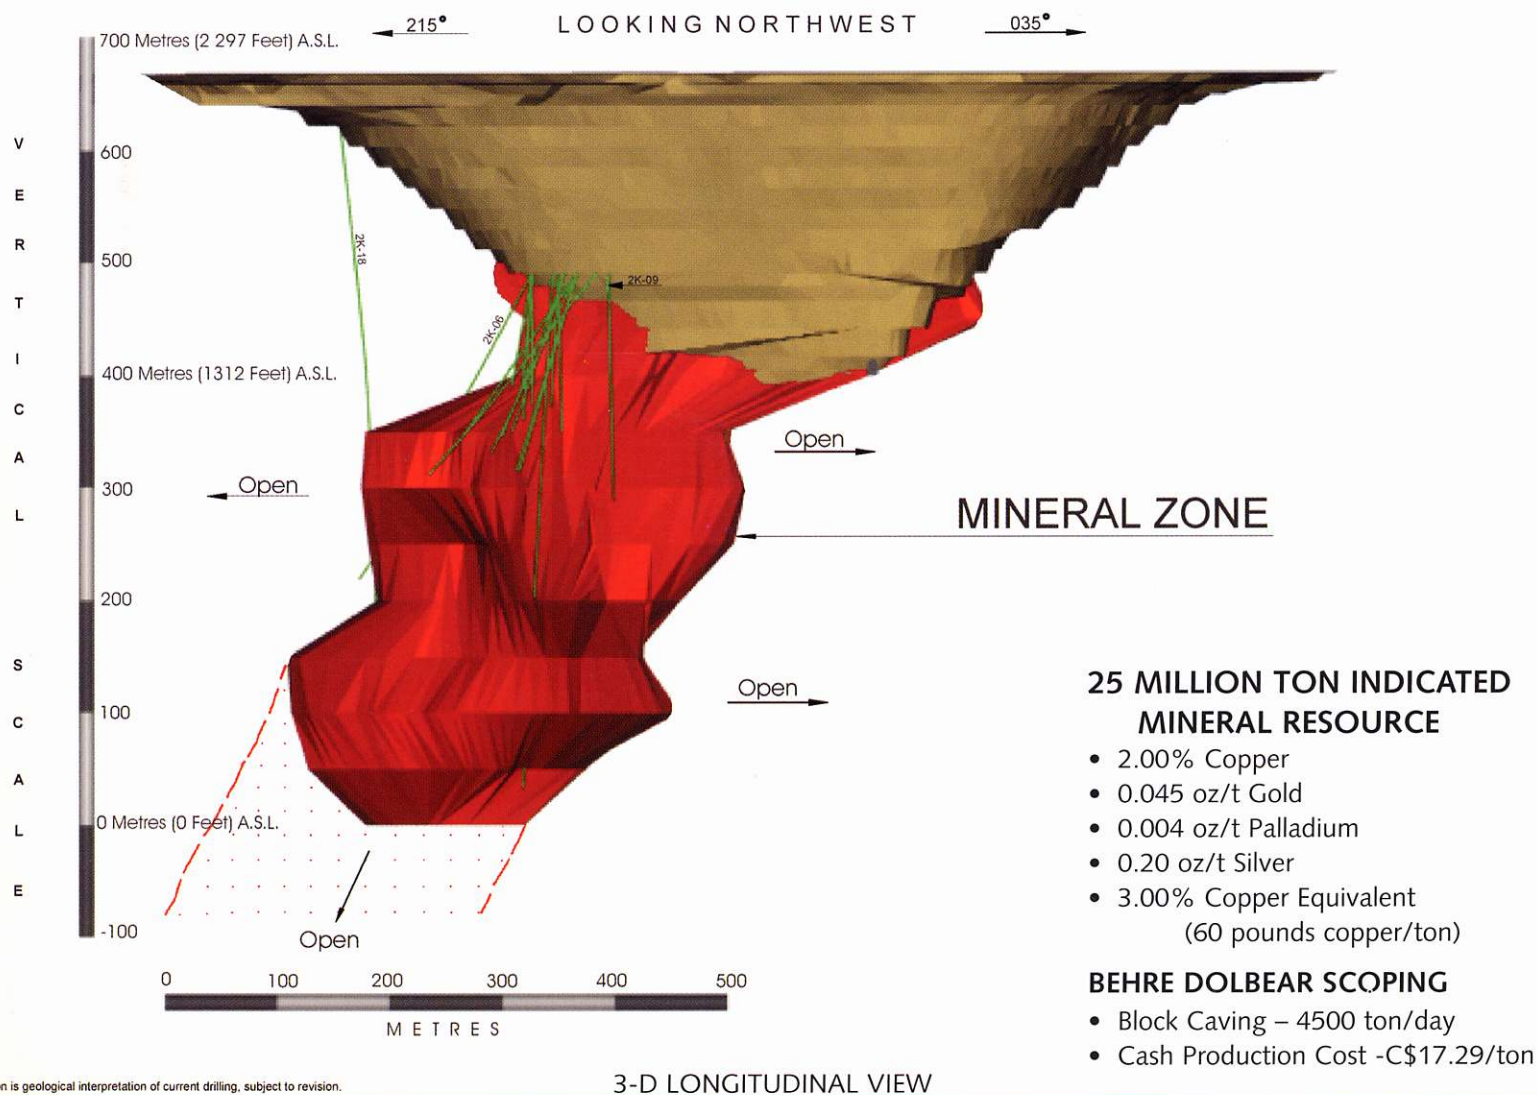 215°
LOOKING NORTHWEST
035°
700 Metres (2 297 Feet) A.S.L.
VERTICAL SCALE
600
2K-18
500
2K-09
2K-06
400 Metres (1312 Feet) A.S.L.
Open
Open
300
MINERAL ZONE
200
25 MILLION TON INDICATED
MINERAL RESOURCE
• 2.00% Copper
• 0.045 oz/t Gold
• 0.004 oz/t Palladium
• 0.20 oz/t Silver
• 3.00% Copper Equivalent
(60 pounds copper/ton)
Open
100
0 Metres (0 Feet) A.S.L.
-100
Open
0 100 200 300 400 500
METRES
BEHRE DOLBEAR SCOPING
• Block Caving – 4500 ton/day
• Cash Production Cost -C$17.29/ton
is geological interpretation of current drilling, subject to revision.
3-D LONGITUDINAL VIEW